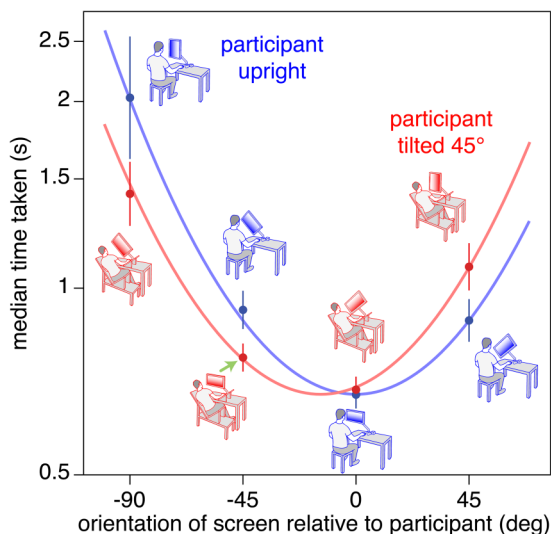 2.5
participant
upright
2
participant
tilted 45°
1.5
median time taken (s)
1
0.5
-90
-45
0
45
orientation of screen relative to participant (deg)